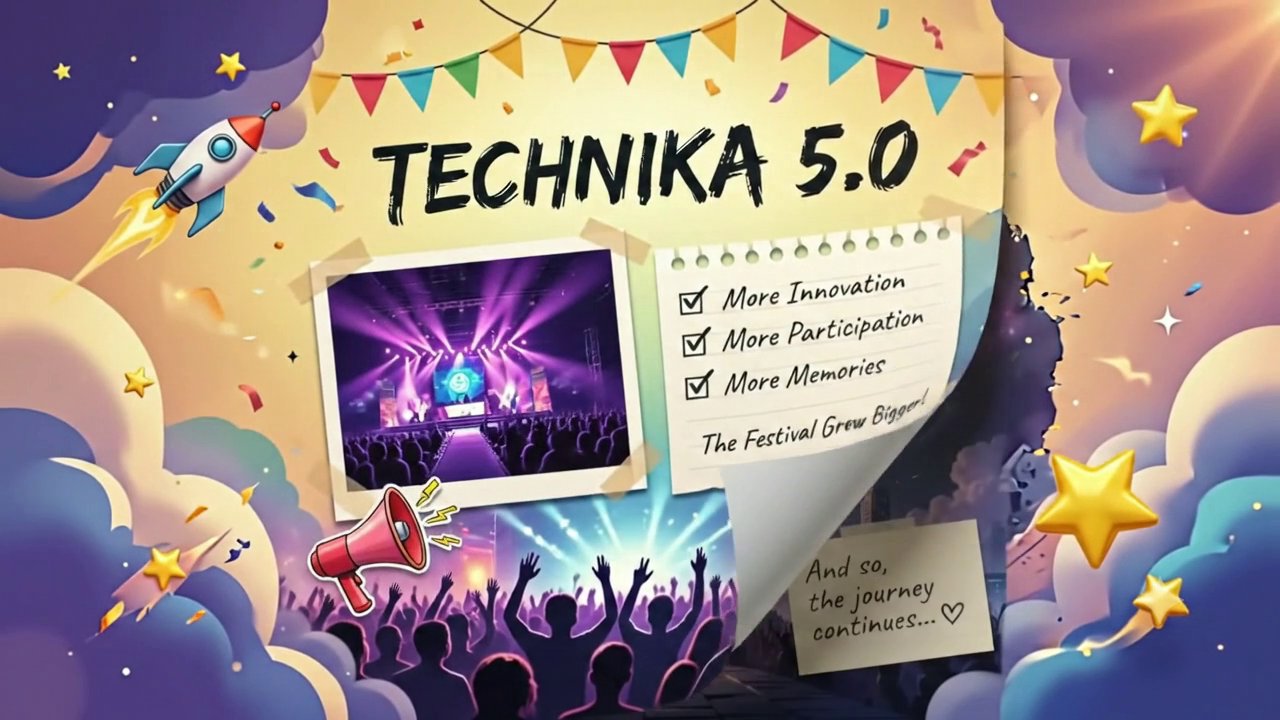 TECHNIKA 5.0
More Innovation
More Participation
More Memories
The Festival Grew Bigger!
And so,
the journey
continues...